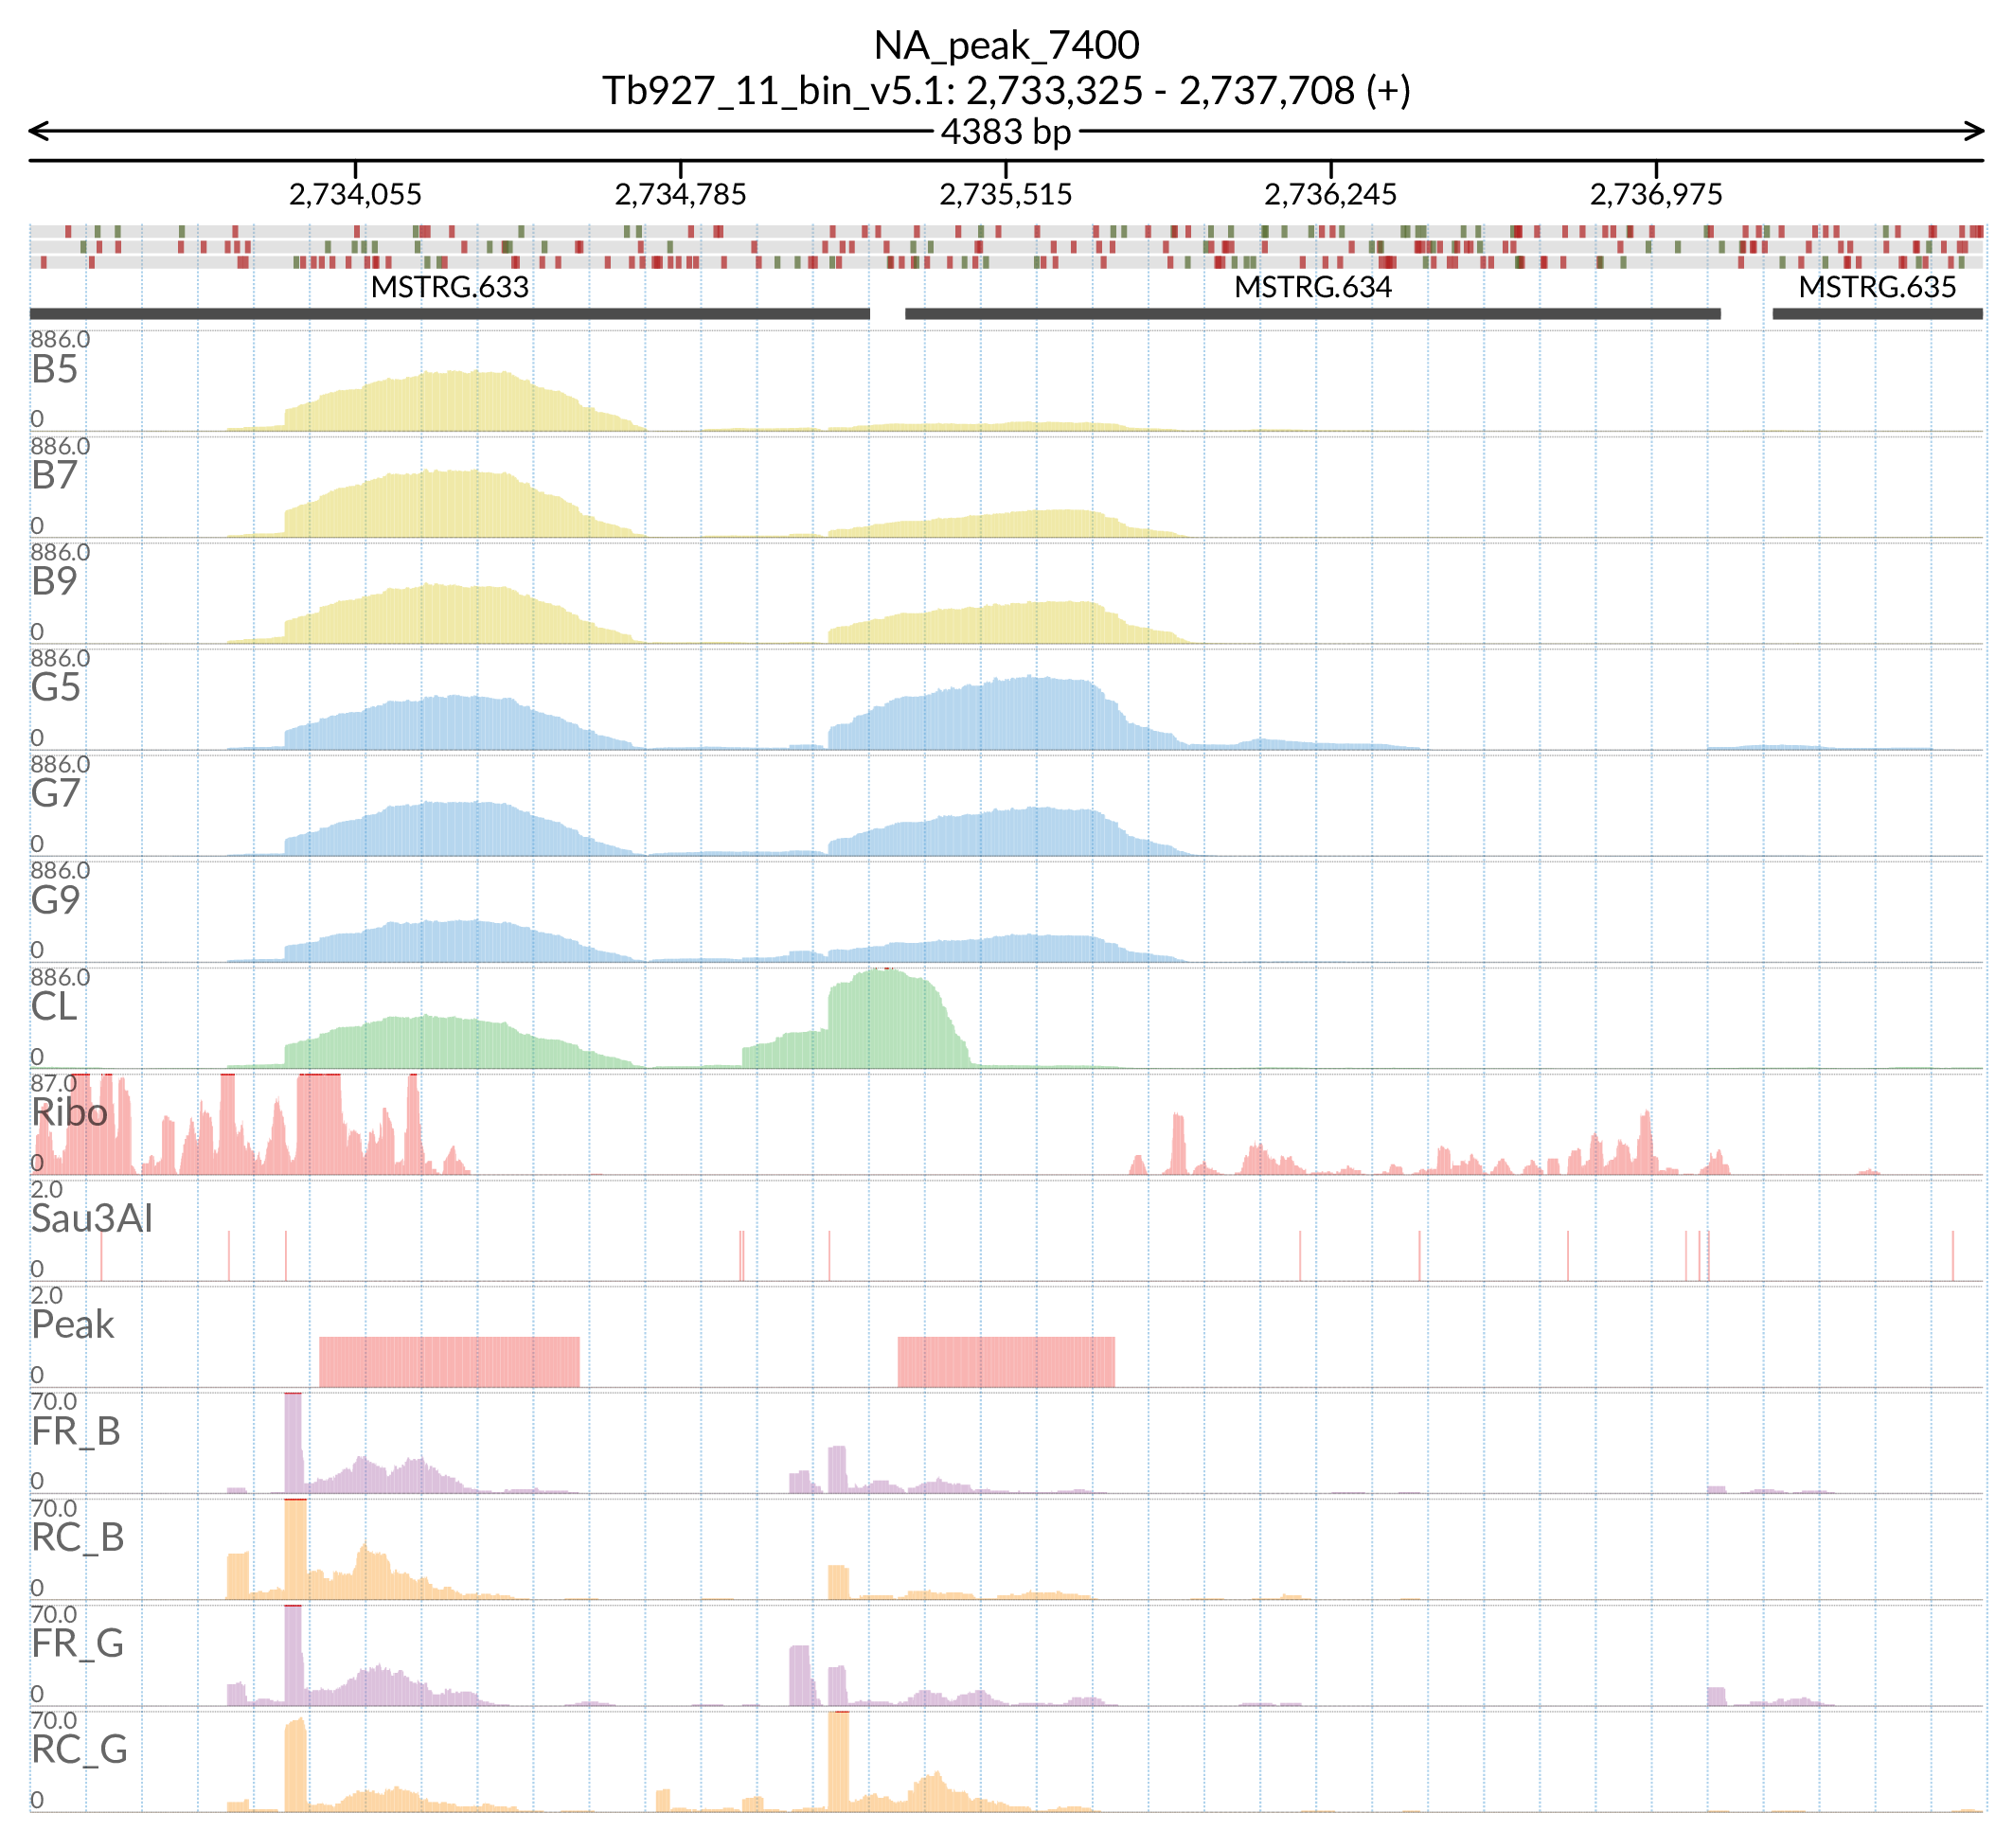 NA_peak_7400
Tb927_11_bin_v5.1: 2,733,325 - 2,737,708 (+)
4383 bp
2,734,055 2,734,785 2,735,515 2,736,245 2,736,975
MSTRG.633 MSTRG.634 MSTRG.635
886.0
B5
0
886.0
B7
0
886.0
B9
0
886.0
G5
0
886.0
G7
0
886.0
G9
0
886.0
CL
0
87.0
Ribo
0
2.0
Sau3AI
0
2.0
Peak
0
70.0
FR_B
0
70.0
RC_B
0
70.0
FR_G
0
70.0
RC_G
0